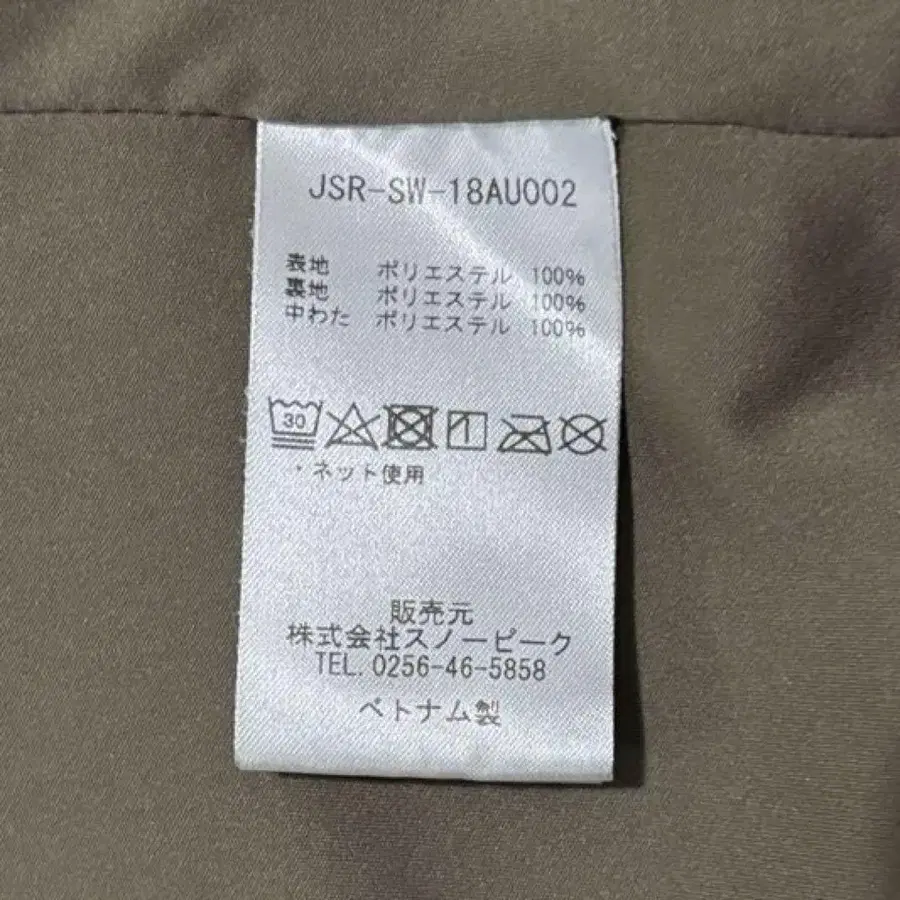 JSR-SW-18AU002
表地 ポリエステル 100%
裏地 ポリエステル 100%
中わた ポリエステル 100%
30
・ネット使用
販売元
株式会社スノーピーク
TEL. 0256-46-5858
ベトナム製